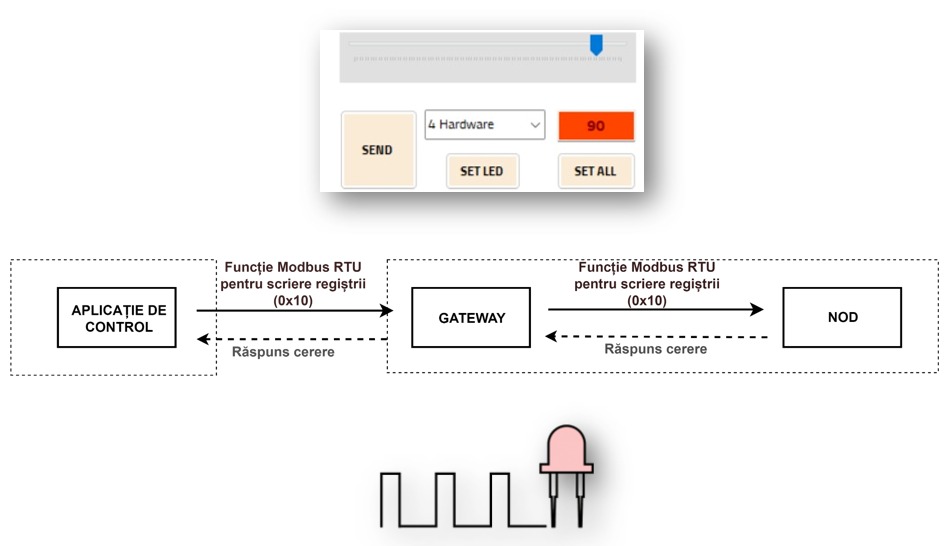 4 Hardware
90
SEND
SET LED
SET ALL
Funcție Modbus RTU
pentru scriere regiștrii
(0x10)
Funcție Modbus RTU
pentru scriere regiștrii
(0x10)
APLICAȚIE DE
CONTROL
GATEWAY
NOD
Răspuns cerere
Răspuns cerere